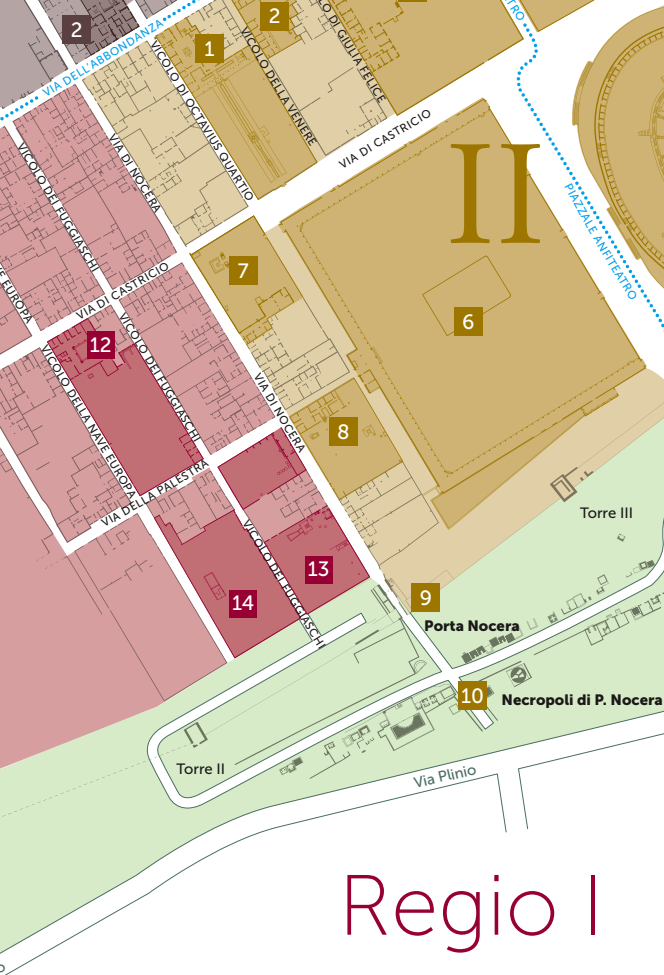 2
VIA DELL'ABBONDANZA
1
2
VICOLO DI OCTAVIUS QUARTIO
VICOLO DELLA VENERE
LO DI GIULIA FELICE
TRO
VIA DI CASTRICIO
II
PIAZZALE ANFITEATRO
VICOLO DEI FUGGIASCHI
VIA DI NOCERA
VIA DI CASTRICIO
EUROPA
7
6
12
VICOLO DELLA NAVE EUROPA
VICOLO DEI FUGGIASCHI
VIA DI NOCERA
8
VIA DELLA PALESTRA
VICOLO DEI FUGGIASCHI
13
14
9
Torre III
Porta Nocera
10
Necropoli di P. Nocera
Torre II
Via Plinio
Regio I